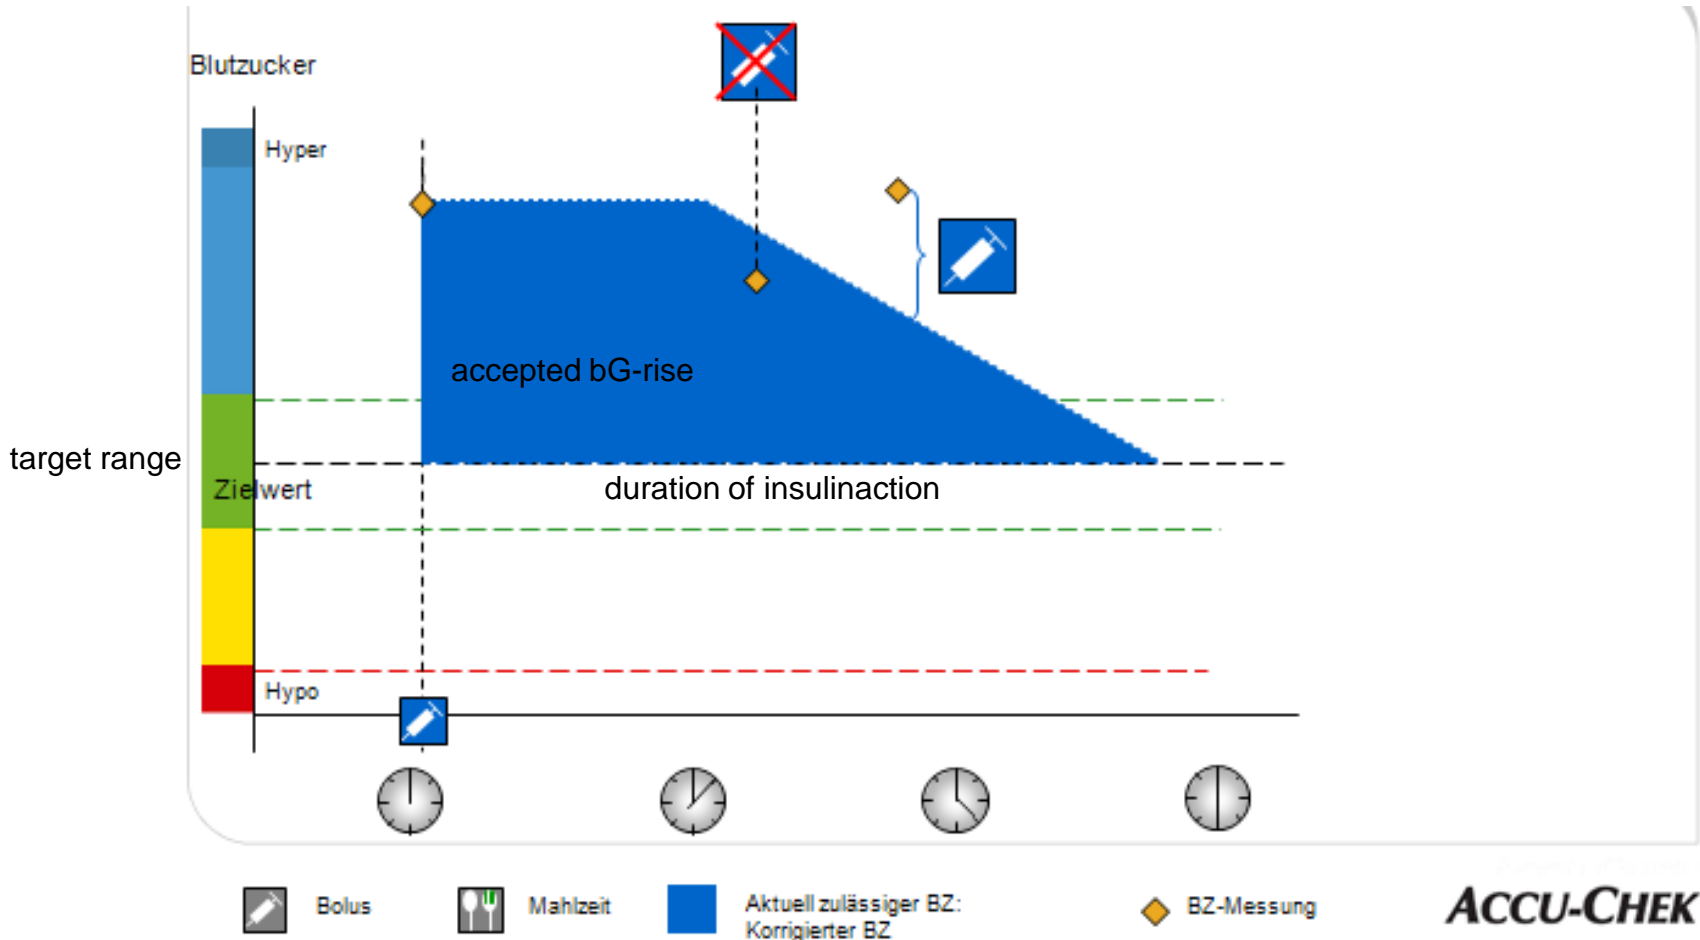 Blutzucker
Hyper
accepted bG-rise
target range
Zielwert
duration of insulinaction
Hypo
Bolus
Mahlzeit
Aktuell zulässiger BZ:
Korrigierter BZ
BZ-Messung
ACCU-CHEK